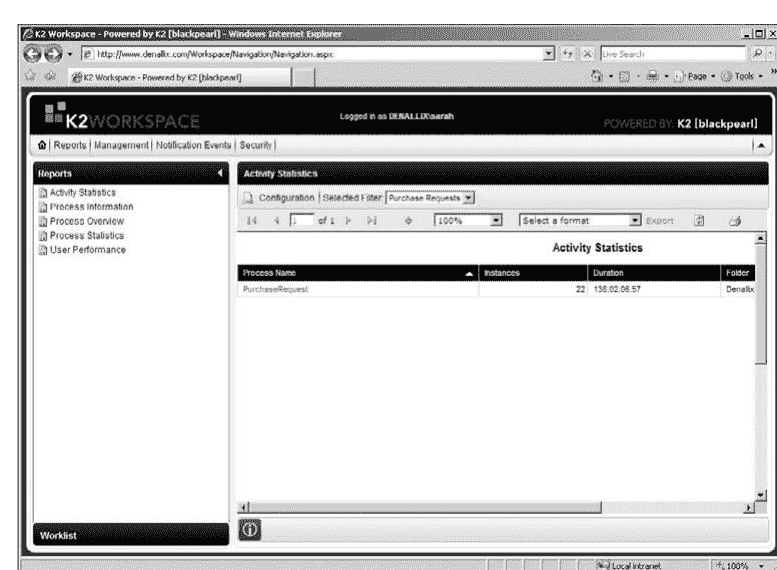 K2 Workspace - Powered by K2 [blackpearl] - Windows Internet Explorer
http://www.denallix.com/Workspace/Navigation/Navigation.aspx
Live Search
K2 Workspace - Powered by K2 [blackpearl]
Page
Tools
K2WORKSPACE
Logged in as DENALLIX\sarah
POWERED BY K2 [blackpearl]
Reports | Management | Notification Events | Security |
Reports
Activity Statistics
Process Information
Process Overview
Process Statistics
User Performance
Worklist
Activity Statistics
Configuration | Selected Filter Purchase Requests
1 of 1 100% Select a format Export
Activity Statistics
Process Name Instances Duration Folder
PurchaseRequest 22 138.02.06.57 Denallix
Local intranet 100%